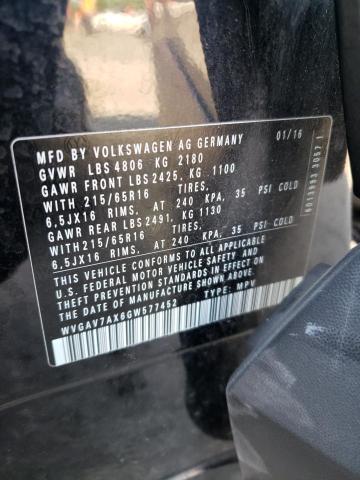 MFD BY VOLKSWAGEN AG GERMANY 01/16
GVWR LBS 4806 KG 2180
GAWR FRONT LBS 2425, KG 1100
WITH 215/65R16 TIRES,
6,5JX16 RIMS, AT 240 KPA, 35 PSI COLD
GAWR REAR LBS 2491, KG 1130
WITH 215/65R16 TIRES,
6,5JX16 RIMS, AT 240 KPA, 35 PSI COLD
THIS VEHICLE CONFORMS TO ALL APPLICABLE
U.S. FEDERAL MOTOR VEHICLE SAFETY AND
THEFT PREVENTION STANDARDS IN EFFECT ON
THE DATE OF MANUFACTURE SHOWN ABOVE.
WVGAV7AX6GW577452 TYPE: MPV